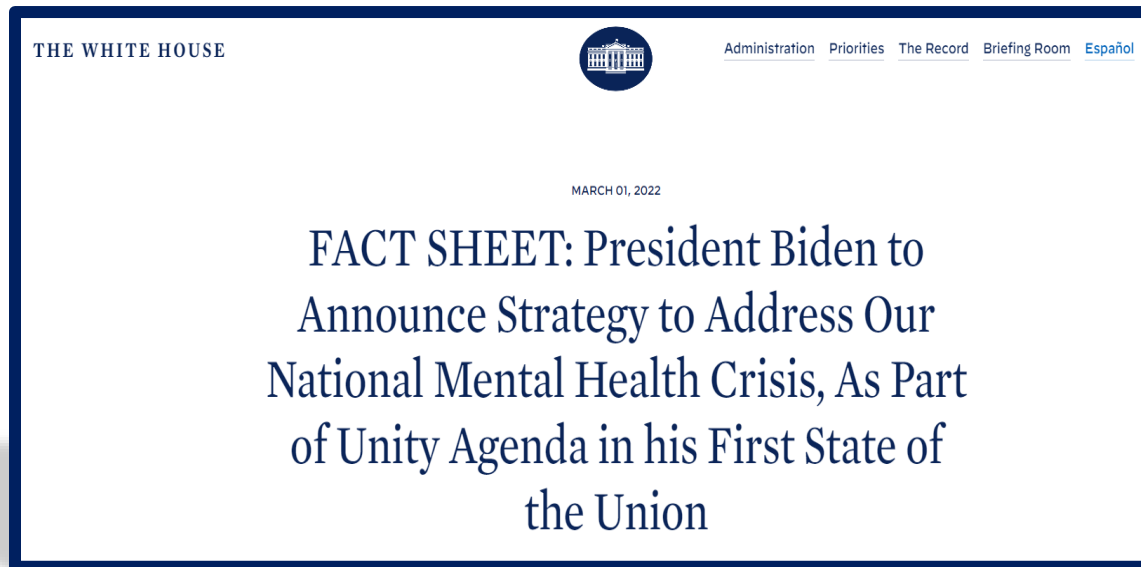 THE WHITE HOUSE
Administration Priorities The Record Briefing Room Español
MARCH 01, 2022
FACT SHEET: President Biden to
Announce Strategy to Address Our
National Mental Health Crisis, As Part
of Unity Agenda in his First State of
the Union